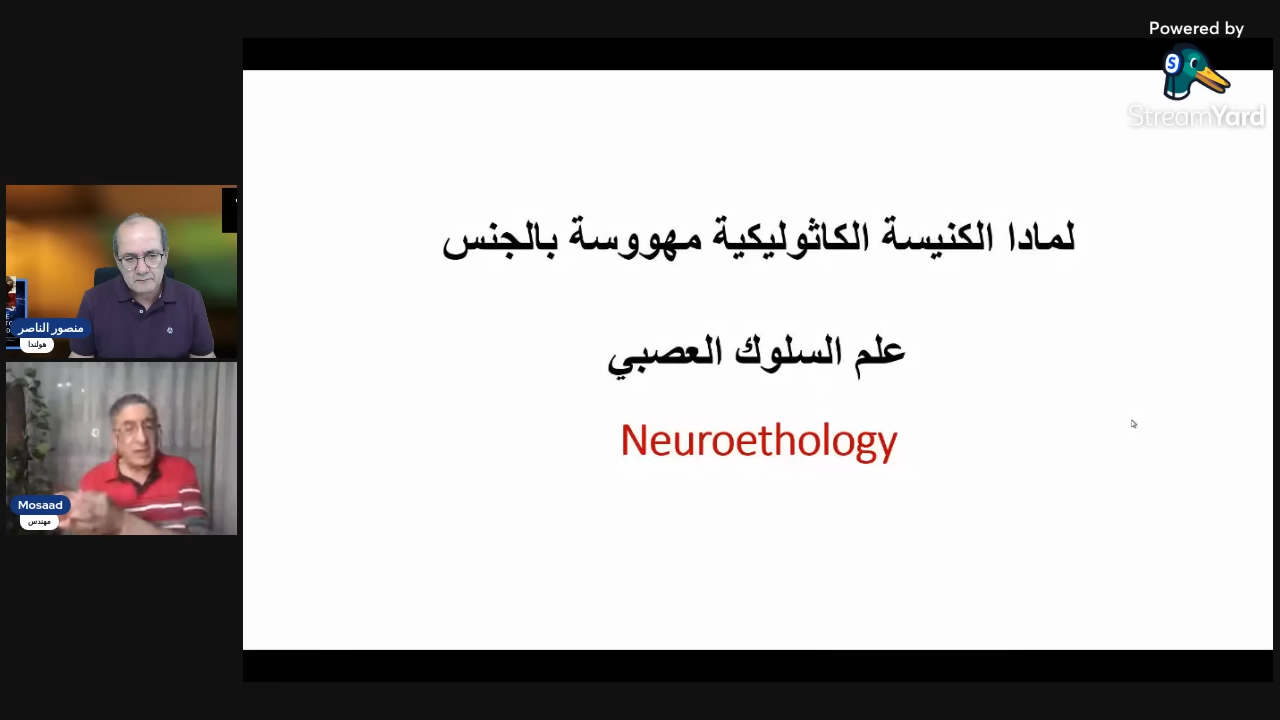 Powered by
StreamYard
لمادا الكنيسة الكاثوليكية مهووسة بالجنس
علم السلوك العصبي
Neuroethology
منصور الناصر
هولندا
Mosaad
مهندس